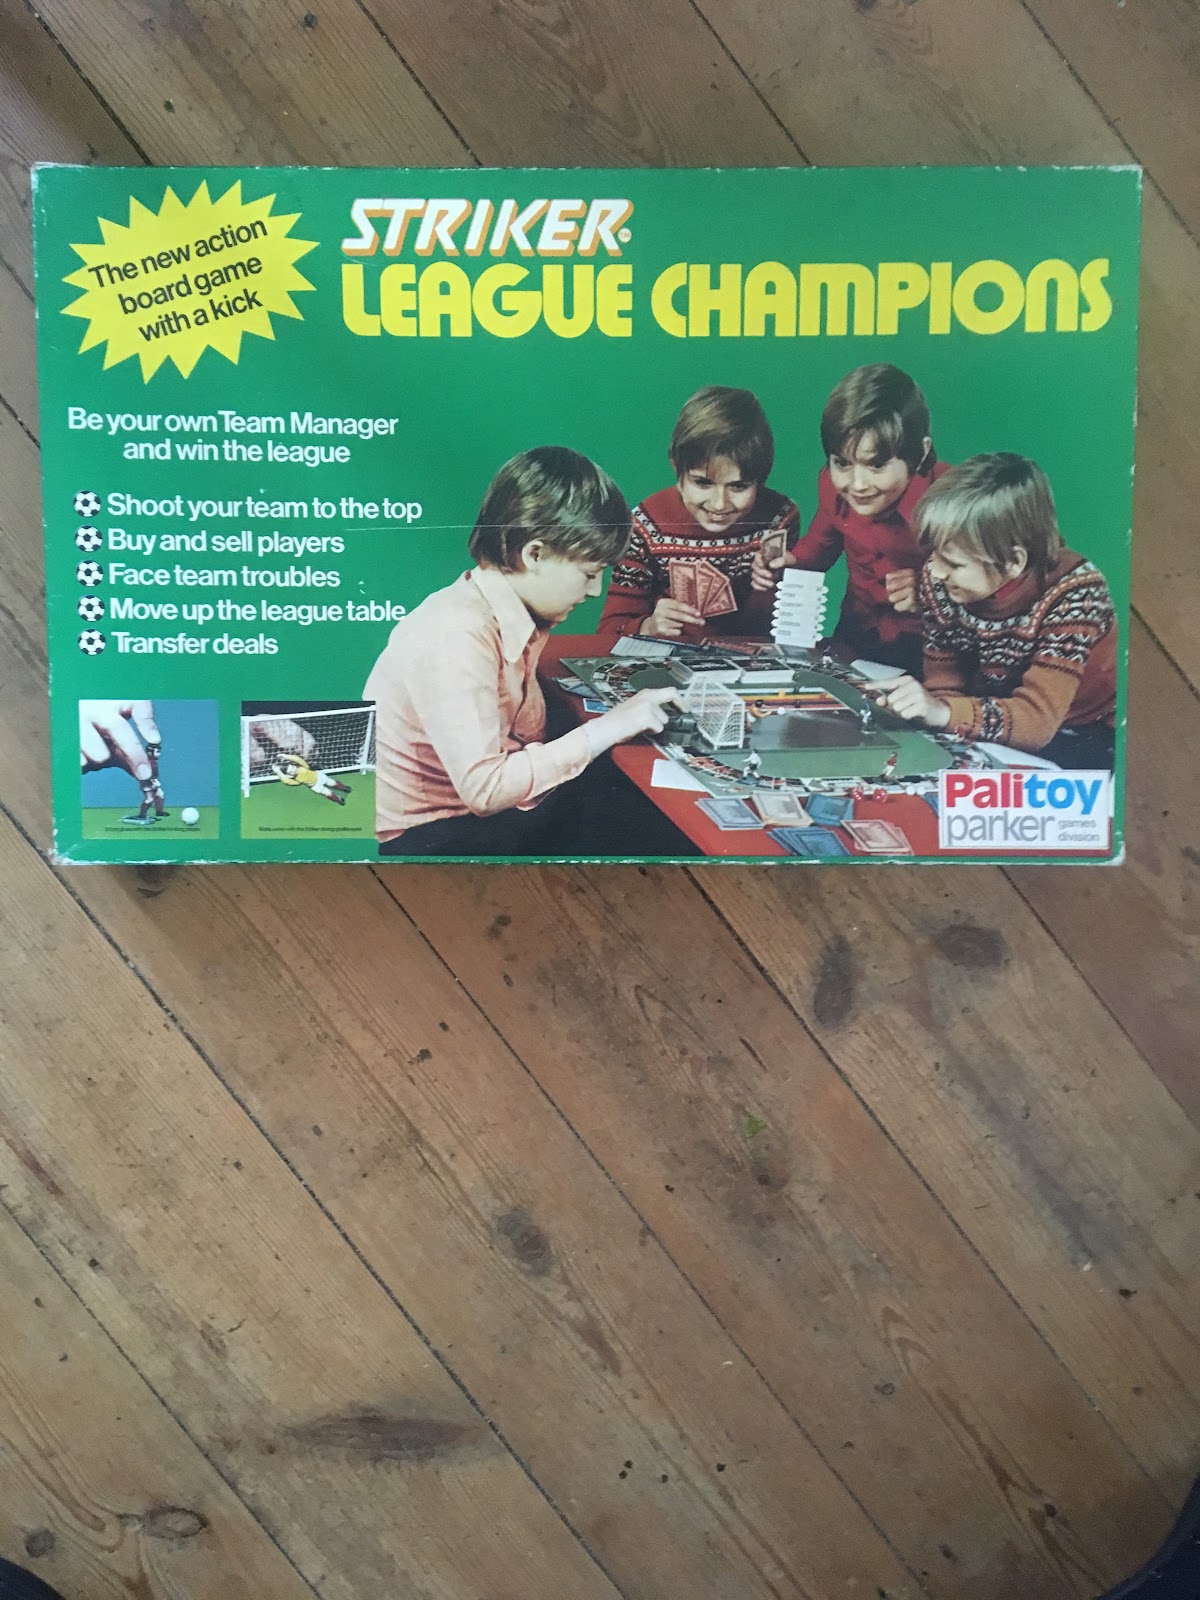 The new action
board game
with a kick
STRIKER™
LEAGUE CHAMPIONS
Be your own Team Manager
and win the league
Shoot your team to the top
Buy and sell players
Face team troubles
Move up the league table
Transfer deals
Palitoy
parker games
division